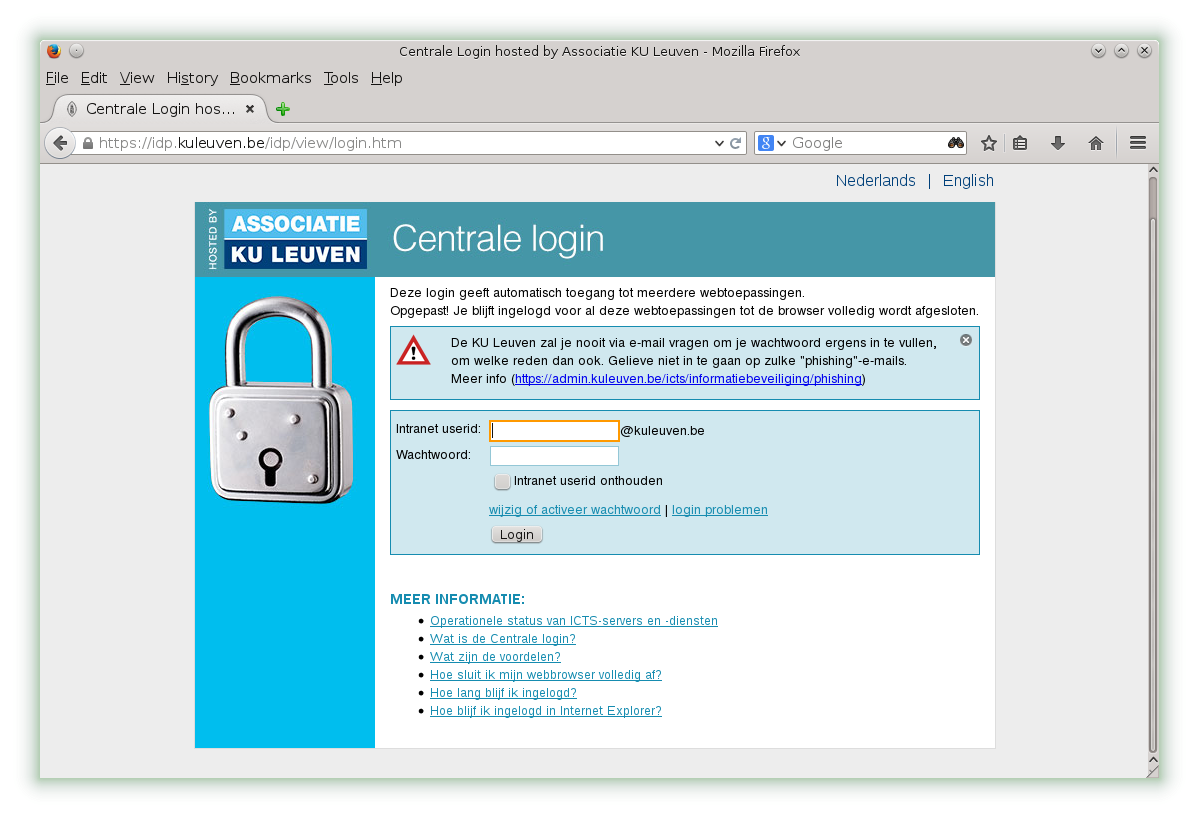 Centrale Login hosted by Associatie KU Leuven - Mozilla Firefox
File Edit View History Bookmarks Tools Help
Centrale Login hos...
https://idp.kuleuven.be/idp/view/login.htm
8 Google
Nederlands | English
HOSTED BY
ASSOCIATIE
KU LEUVEN
Centrale login
Deze login geeft automatisch toegang tot meerdere webtoepassingen.
Opgepast! Je blijft ingelogd voor al deze webtoepassingen tot de browser volledig wordt afgesloten.
De KU Leuven zal je nooit via e-mail vragen om je wachtwoord ergens in te vullen,
om welke reden dan ook. Gelieve niet in te gaan op zulke "phishing"-e-mails.
Meer info (https://admin.kuleuven.be/icts/informatiebeveiliging/phishing)
Intranet userid: @kuleuven.be
Wachtwoord:
Intranet userid onthouden
wijzig of activeer wachtwoord | login problemen
Login
MEER INFORMATIE:
• Operationele status van ICTS-servers en -diensten
• Wat is de Centrale login?
• Wat zijn de voordelen?
• Hoe sluit ik mijn webbrowser volledig af?
• Hoe lang blijf ik ingelogd?
• Hoe blijf ik ingelogd in Internet Explorer?